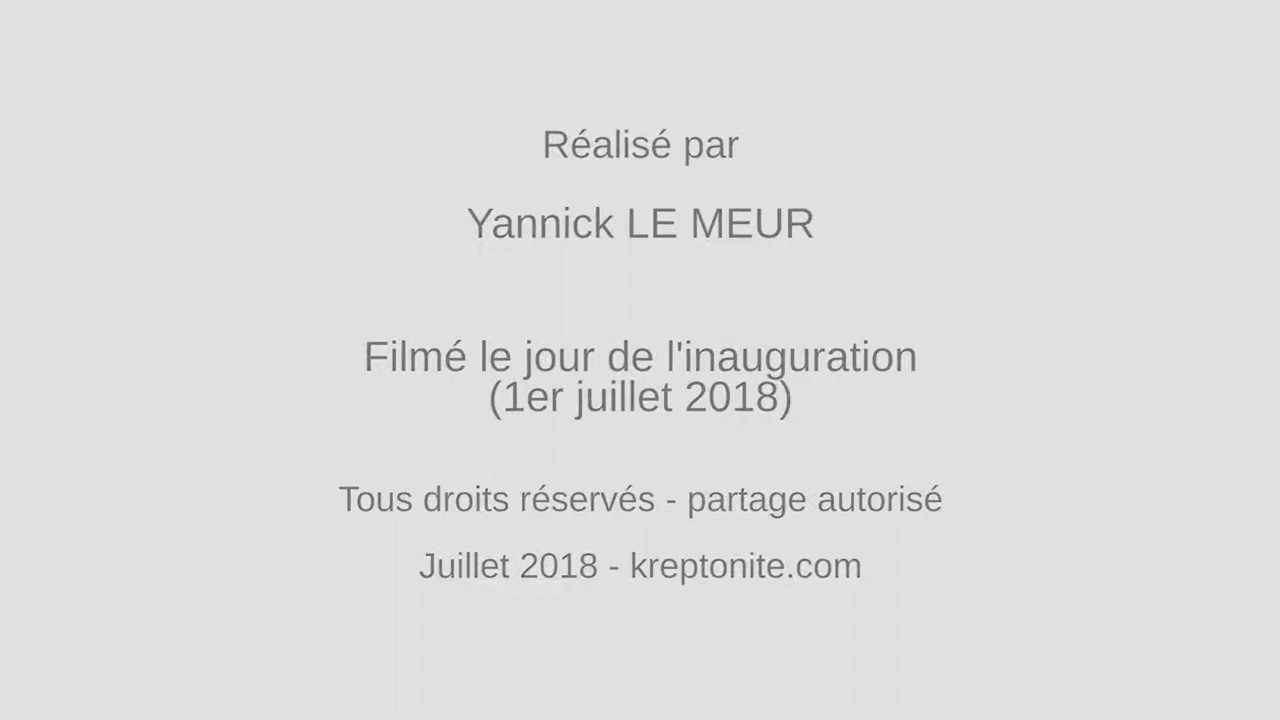 Réalisé par
Yannick LE MEUR
Filmé le jour de l'inauguration
(1er juillet 2018)
Tous droits réservés - partage autorisé
Juillet 2018 - kreptonite.com